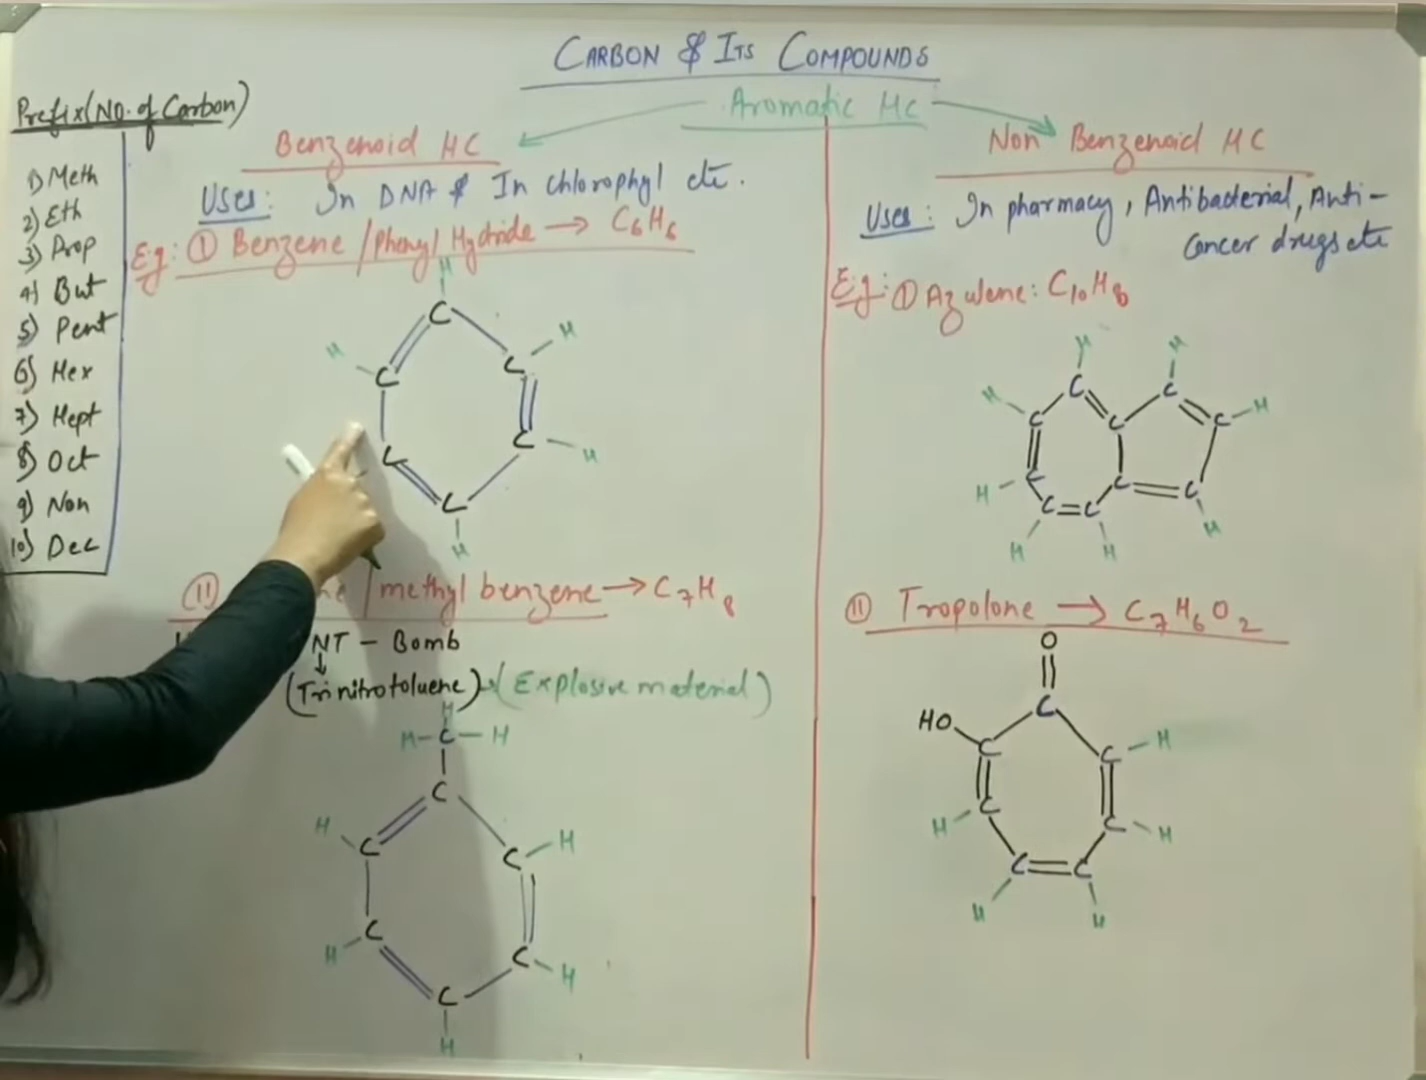 CARBON & ITS COMPOUNDS
Aromatic HC
Prefix (NO. of Carbon)
1) Meth
2) Eth
3) Prop
4) But
5) Pent
6) Hex
7) Hept
8) Oct
9) Non
10) Dec
Benzenoid HC
Uses: In DNA & In chlorophyl etc.
Eg: ① Benzene / Phenyl Hydride → C6H6
H
C
H C C H
C C H
C
H
⑪ / methyl benzene → C7H8
NT - Bomb
↓
(Trinitrotoluene) → (Explosive material)
H
H-C-H
C
H C C H
H C C H
C
H
Non Benzenoid HC
Uses: In pharmacy, Antibacterial, Anti-
Cancer drugs etc
Eg: ① Azulene: C10H8
H H
H C C
C C C H
H C C C
C=C H
H H
⑪ Tropolone → C7H6O2
O
C
HO C C H
H C C H
C=C
H H